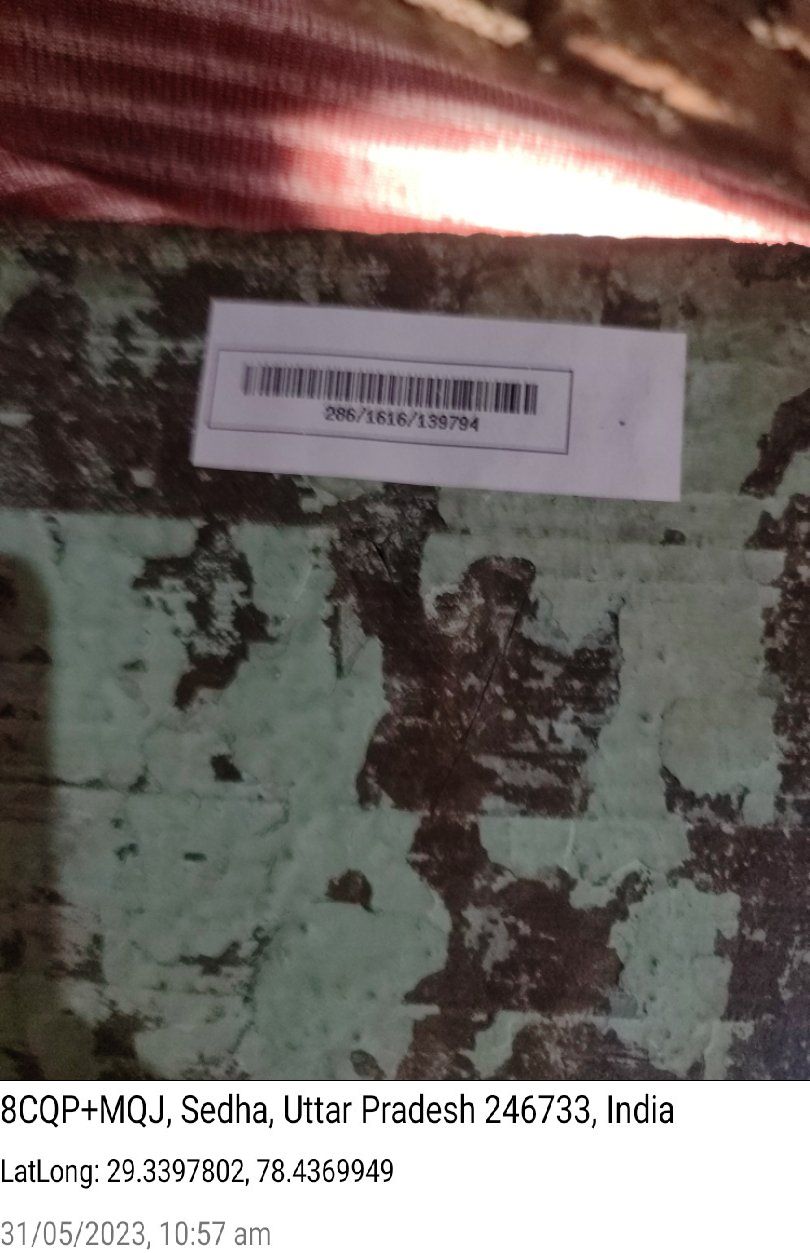 286/1616/139794
8CQP+MQJ, Sedha, Uttar Pradesh 246733, India
LatLong: 29.3397802, 78.4369949
31/05/2023, 10:57 am